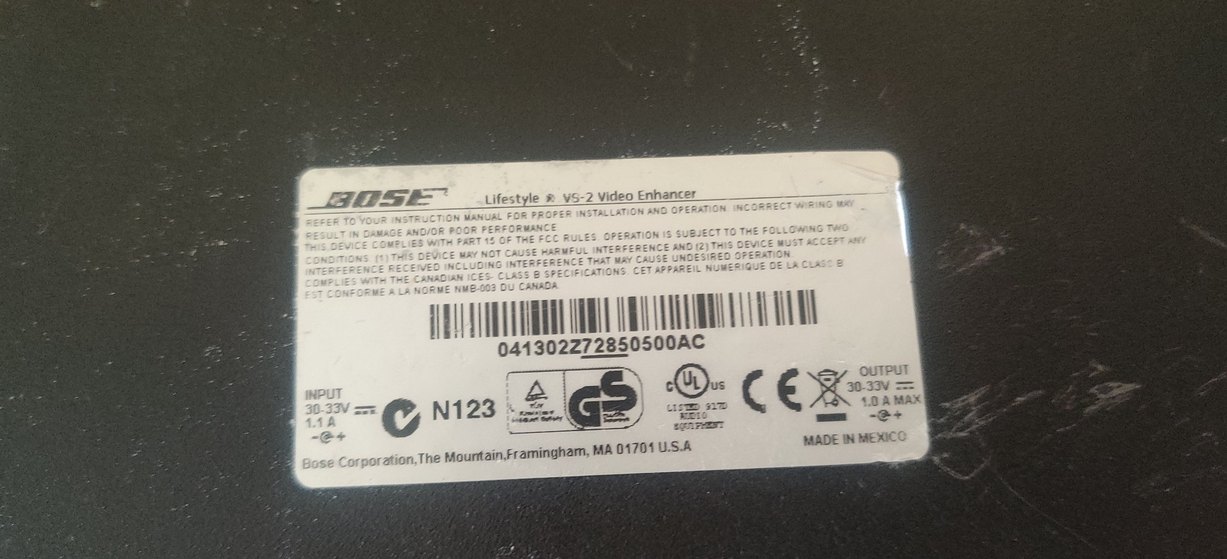 BOSE Lifestyle ® VS-2 Video Enhancer
REFER TO YOUR INSTRUCTION MANUAL FOR PROPER INSTALLATION AND OPERATION. INCORRECT WIRING MAY
RESULT IN DAMAGE AND/OR POOR PERFORMANCE
THIS DEVICE COMPLIES WITH PART 15 OF THE FCC RULES. OPERATION IS SUBJECT TO THE FOLLOWING TWO
CONDITIONS. (1) THIS DEVICE MAY NOT CAUSE HARMFUL INTERFERENCE AND (2) THIS DEVICE MUST ACCEPT ANY
INTERFERENCE RECEIVED INCLUDING INTERFERENCE THAT MAY CAUSE UNDESIRED OPERATION.
COMPLIES WITH THE CANADIAN ICES- CLASS B SPECIFICATIONS. CET APPAREIL NUMERIQUE DE LA CLASS B
EST CONFORME A LA NORME NMB-003 DU CANADA
041302Z72850500AC
INPUT
30-33V
1.1 A
N123
TÜV
GS
C UL US
LISTED 917D
AUDIO
EQUIPMENT
CE
OUTPUT
30-33V
1.0 A MAX
Bose Corporation,The Mountain,Framingham, MA 01701 U.S.A
MADE IN MEXICO